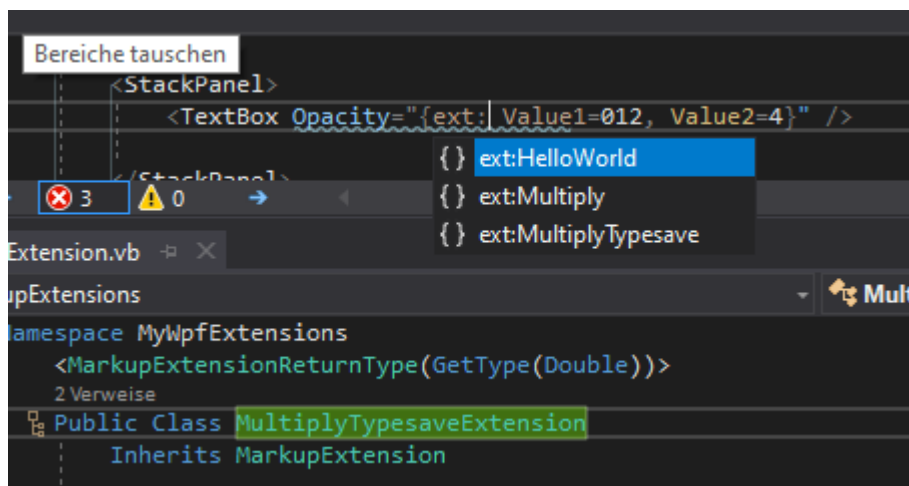 Bereiche tauschen
<StackPanel>
<TextBox Opacity="{ext: Value1=012, Value2=4}" />
{ } ext:HelloWorld
</StackPanel>
3 0
{ } ext:Multiply
{ } ext:MultiplyTypesave
Extension.vb
upExtensions
Mult
Namespace MyWpfExtensions
<MarkupExtensionReturnType(GetType(Double))>
2 Verweise
Public Class MultiplyTypesaveExtension
Inherits MarkupExtension